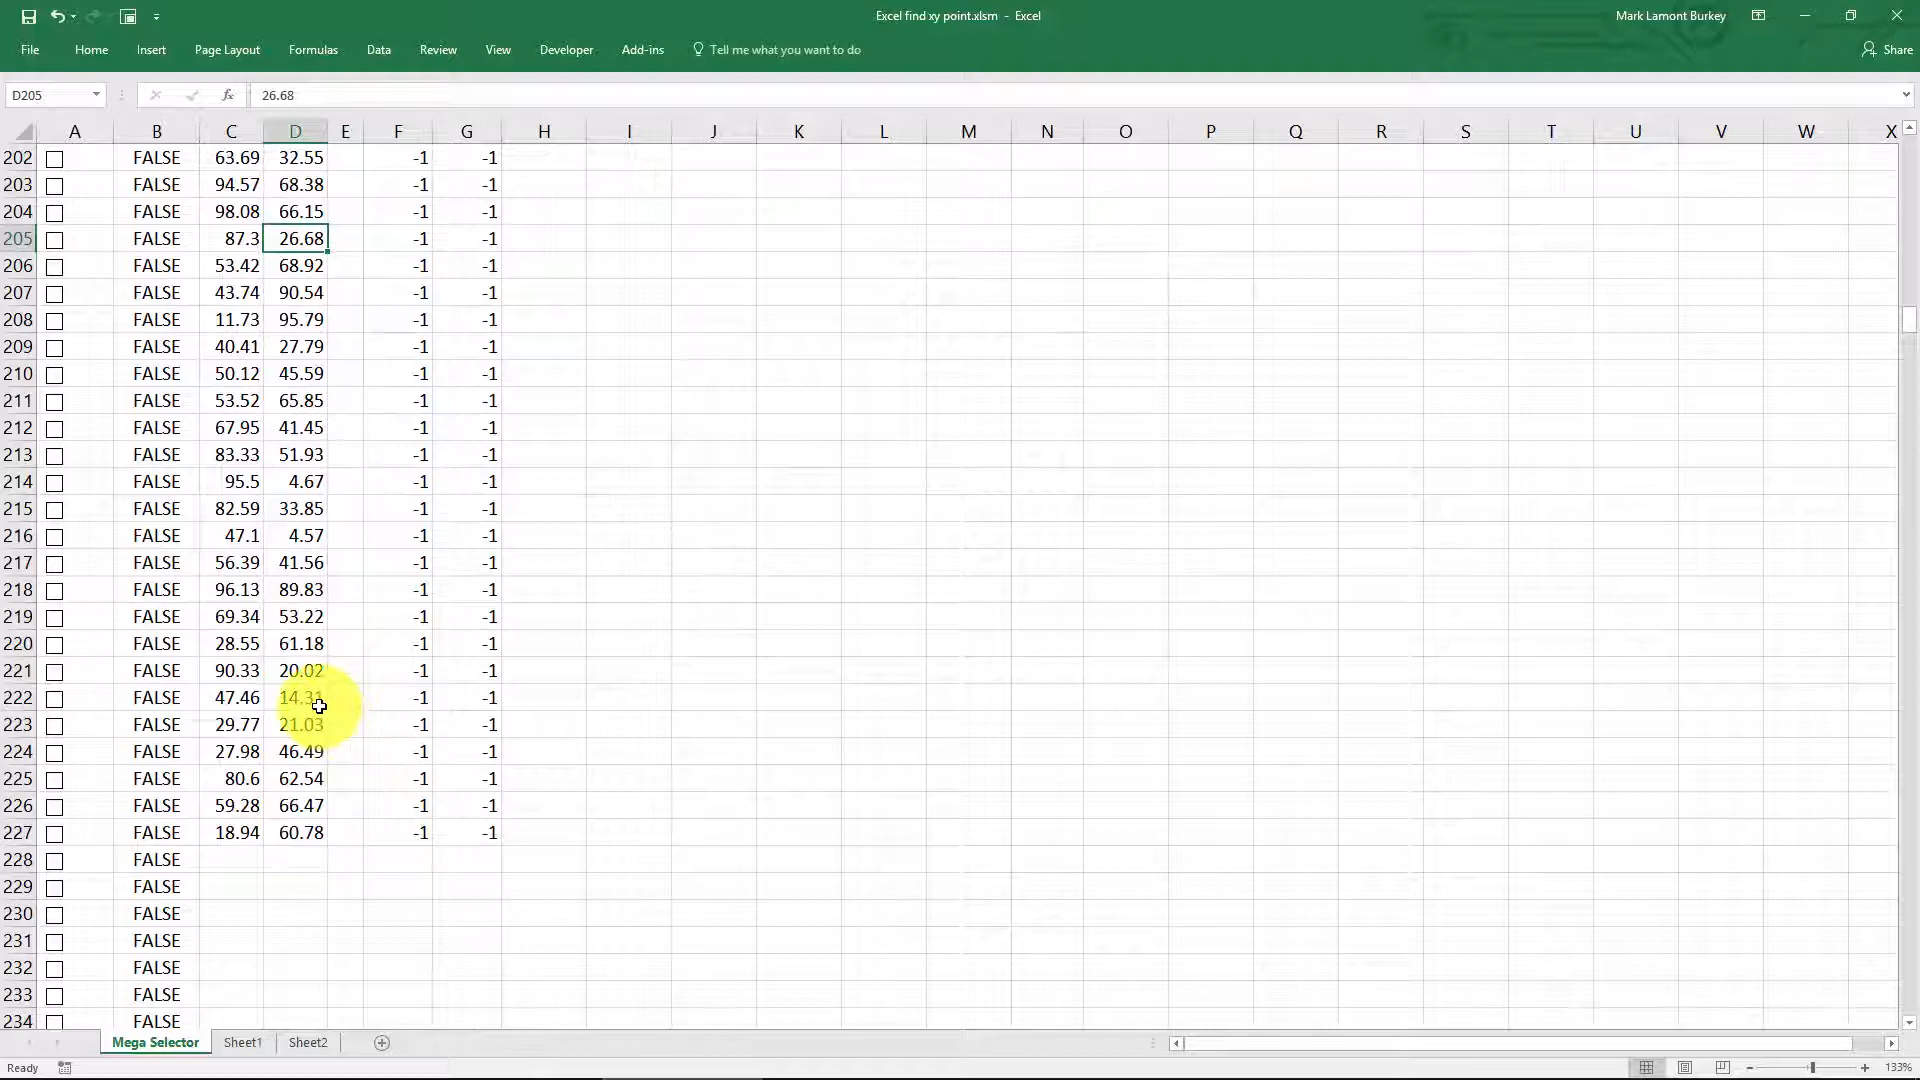 Excel find xy point.xlsm - Excel
Mark Lamont Burkey
File Home Insert Page Layout Formulas Data Review View Developer Add-ins Tell me what you want to do Share
D205 fx 26.68
A B C D E F G H I J K L M N O P Q R S T U V W X
202 FALSE 63.69 32.55 -1 -1
203 FALSE 94.57 68.38 -1 -1
204 FALSE 98.08 66.15 -1 -1
205 FALSE 87.3 26.68 -1 -1
206 FALSE 53.42 68.92 -1 -1
207 FALSE 43.74 90.54 -1 -1
208 FALSE 11.73 95.79 -1 -1
209 FALSE 40.41 27.79 -1 -1
210 FALSE 50.12 45.59 -1 -1
211 FALSE 53.52 65.85 -1 -1
212 FALSE 67.95 41.45 -1 -1
213 FALSE 83.33 51.93 -1 -1
214 FALSE 95.5 4.67 -1 -1
215 FALSE 82.59 33.85 -1 -1
216 FALSE 47.1 4.57 -1 -1
217 FALSE 56.39 41.56 -1 -1
218 FALSE 96.13 89.83 -1 -1
219 FALSE 69.34 53.22 -1 -1
220 FALSE 28.55 61.18 -1 -1
221 FALSE 90.33 20.02 -1 -1
222 FALSE 47.46 14.31 -1 -1
223 FALSE 29.77 21.03 -1 -1
224 FALSE 27.98 46.49 -1 -1
225 FALSE 80.6 62.54 -1 -1
226 FALSE 59.28 66.47 -1 -1
227 FALSE 18.94 60.78 -1 -1
228 FALSE
229 FALSE
230 FALSE
231 FALSE
232 FALSE
233 FALSE
234 FALSE
Mega Selector Sheet1 Sheet2
Ready 133%